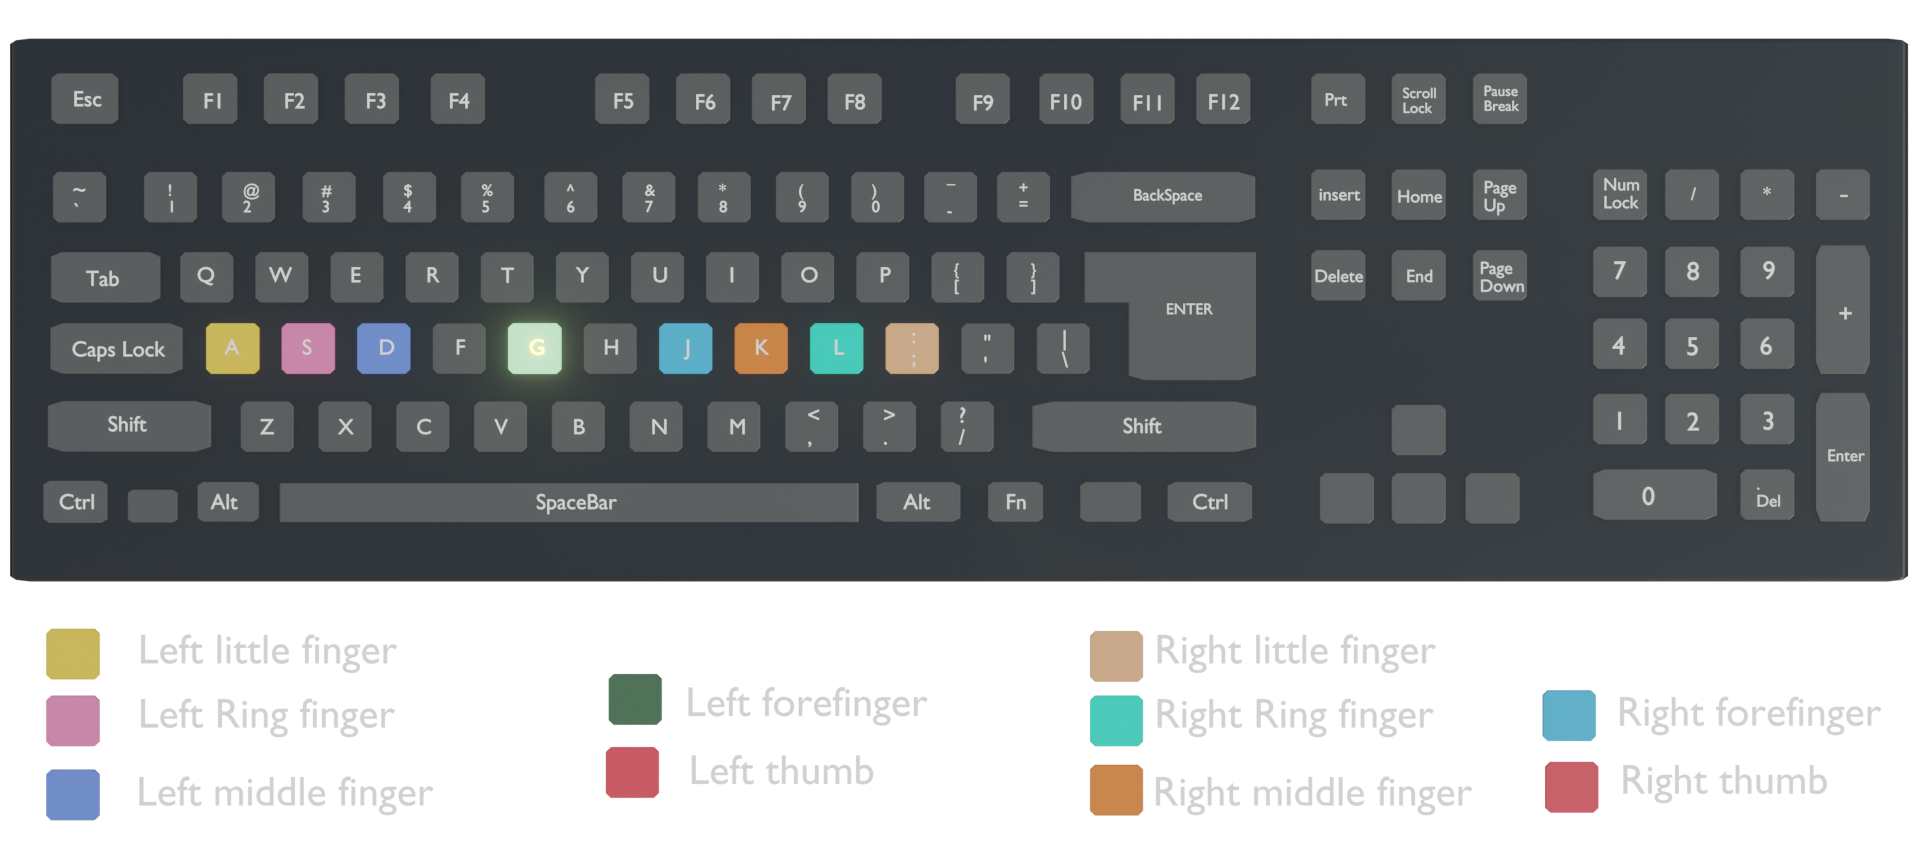 Esc F1 F2 F3 F4 F5 F6 F7 F8 F9 F10 F11 F12 Prt Scroll Lock Pause Break
~ ` ! 1 @ 2 # 3 $ 4 % 5 ^ 6 & 7 * 8 ( 9 ) 0 _ - + = BackSpace insert Home Page Up Num Lock / * -
Tab Q W E R T Y U I O P { [ } ] ENTER Delete End Page Down 7 8 9 +
Caps Lock A S D F G H J K L : ; " ' | \ 4 5 6
Shift Z X C V B N M < , > . ? / Shift 1 2 3 Enter
Ctrl Alt SpaceBar Alt Fn Ctrl 0 . Del
Left little finger
Left Ring finger
Left middle finger
Left forefinger
Left thumb
Right little finger
Right Ring finger
Right middle finger
Right forefinger
Right thumb